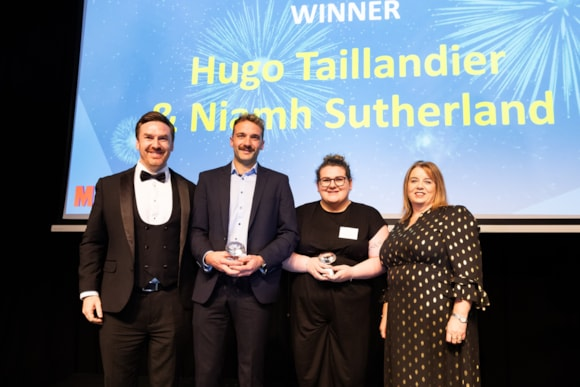 WINNER
Hugo Taillandier
& Niamh Sutherland
M